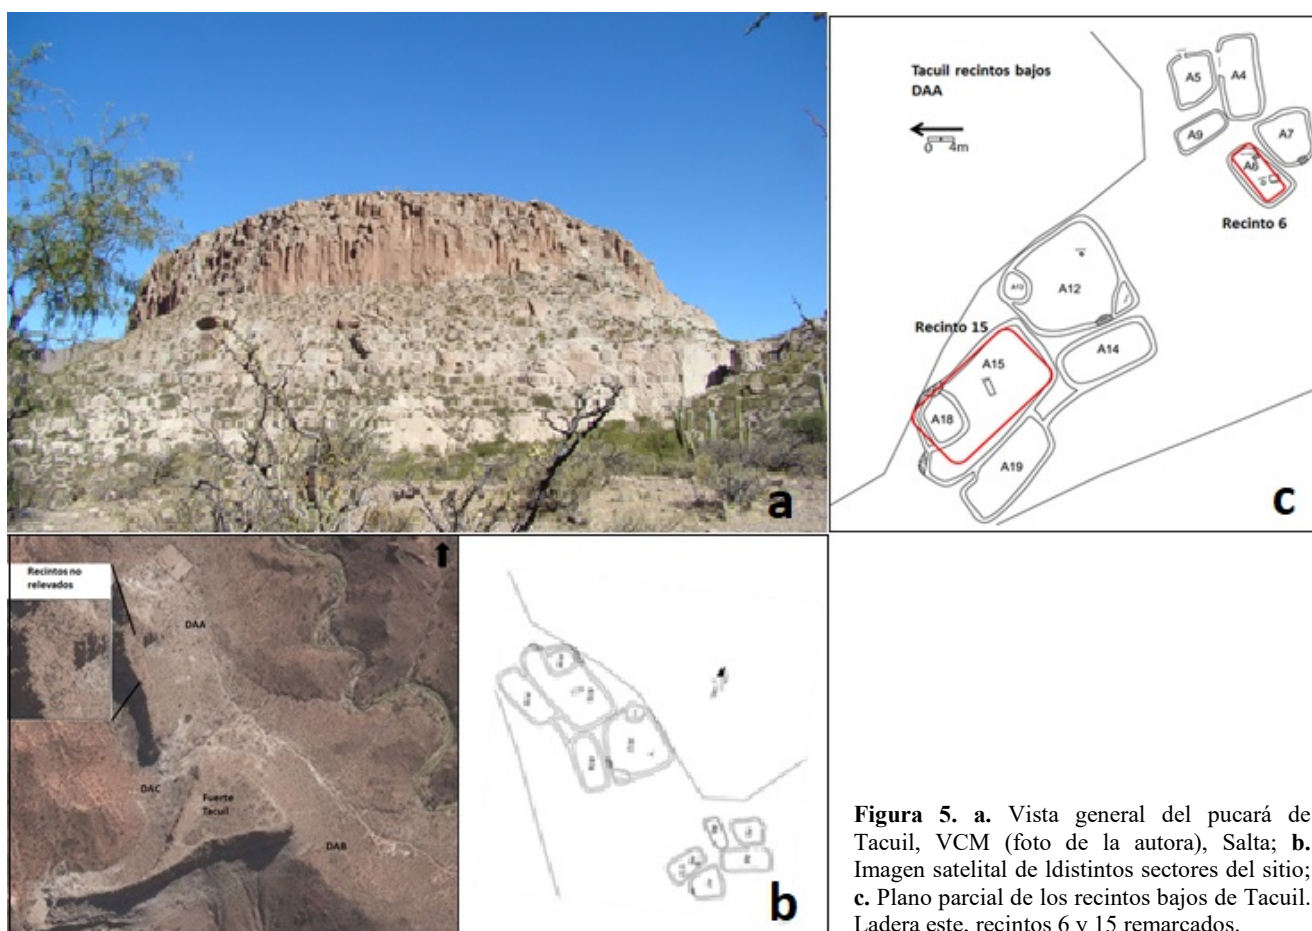 a
Tacuil recintos bajos
DAA
0 4m
A5
A4
A9
A7
A6
Recinto 6
A12
Recinto 15
A14
A15
A18
A19
c
Recintos no
relevados
DAA
DAC
Fuerte
Tacuil
DAB
b
Figura 5. a. Vista general del pucará de
Tacuil, VCM (foto de la autora), Salta; b.
Imagen satelital de ldistintos sectores del sitio;
c. Plano parcial de los recintos bajos de Tacuil.
Ladera este, recintos 6 y 15 remarcados.